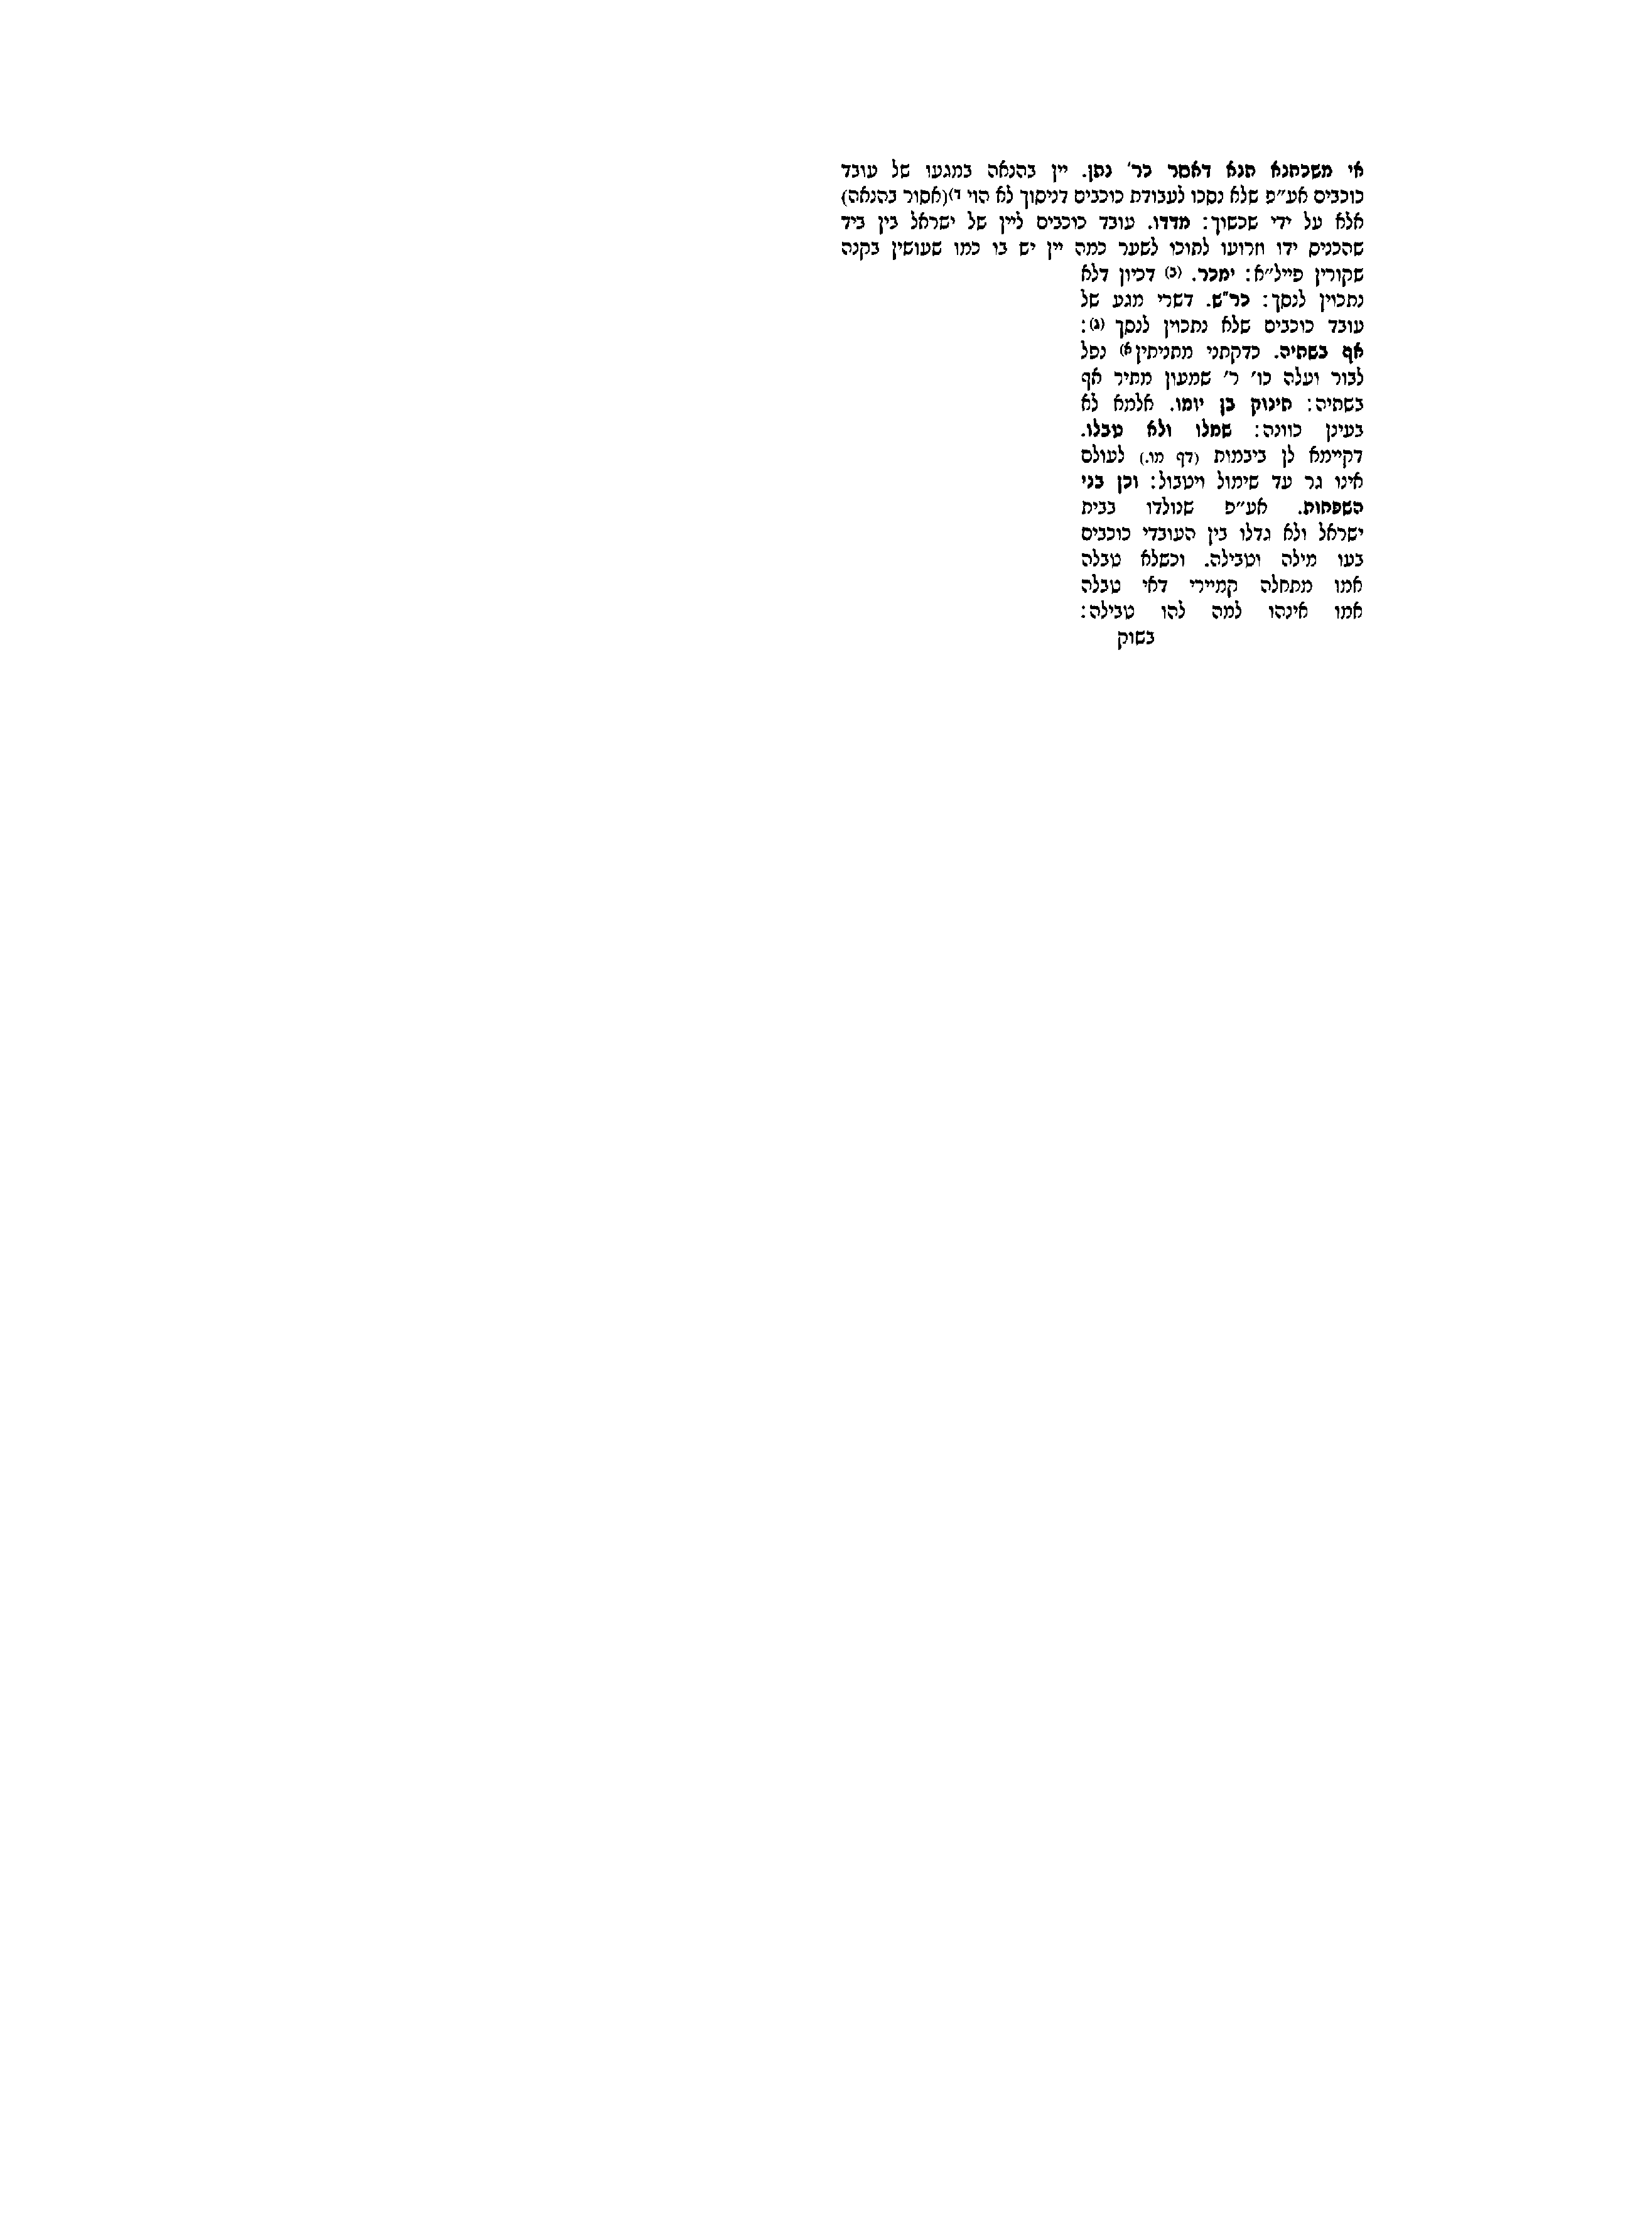 אי משכחנא תנא דאסר כר' נתן. יין בהנאה במגעו של עובד
כוכבים אע"פ שלא נסכו לעבודת כוכבים דניסוך לא הוי ד)(אסור בהנאה)
אלא על ידי שכשוך: מדדו. עובד כוכבים ליין של ישראל בין ביד
שהכניס ידו וזרועו לתוכו לשער כמה יין יש בו כמו שעושין בקנה
שקורין פייל"א: ימכר. (כ) דכיון דלא
נתכוין לנסך: כר"ש. דשרי מגע של
עובד כוכבים שלא נתכוין לנסך (ג):
אף בשתיה. כדקתני מתניתין א) נפל
לבור ועלה כו' ר' שמעון מתיר אף
בשתיה: תינוק בן יומו. אלמא לא
בעינן כוונה: שמלו ולא טבלו.
דקיימא לן ביבמות (דף מו.) לעולם
אינו גר עד שימול ויטבול: וכן בני
השפחות. אע"פ שנולדו בבית
ישראל ולא גדלו בין העובדי כוכבים
בעו מילה וטבילה. וכשלא טבלה
אמו מתחלה קמיירי דאי טבלה
אמו אינהו למה להו טבילה:
בשוק